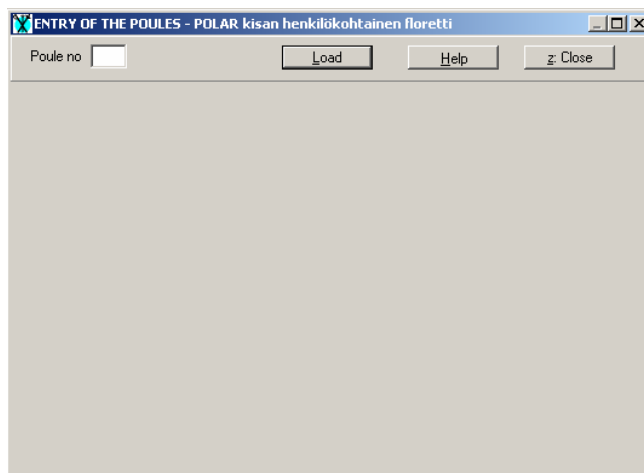 ENTRY OF THE POULES - POLAR kisan henkilökohtainen floretti
Poule no Load Help z: Close